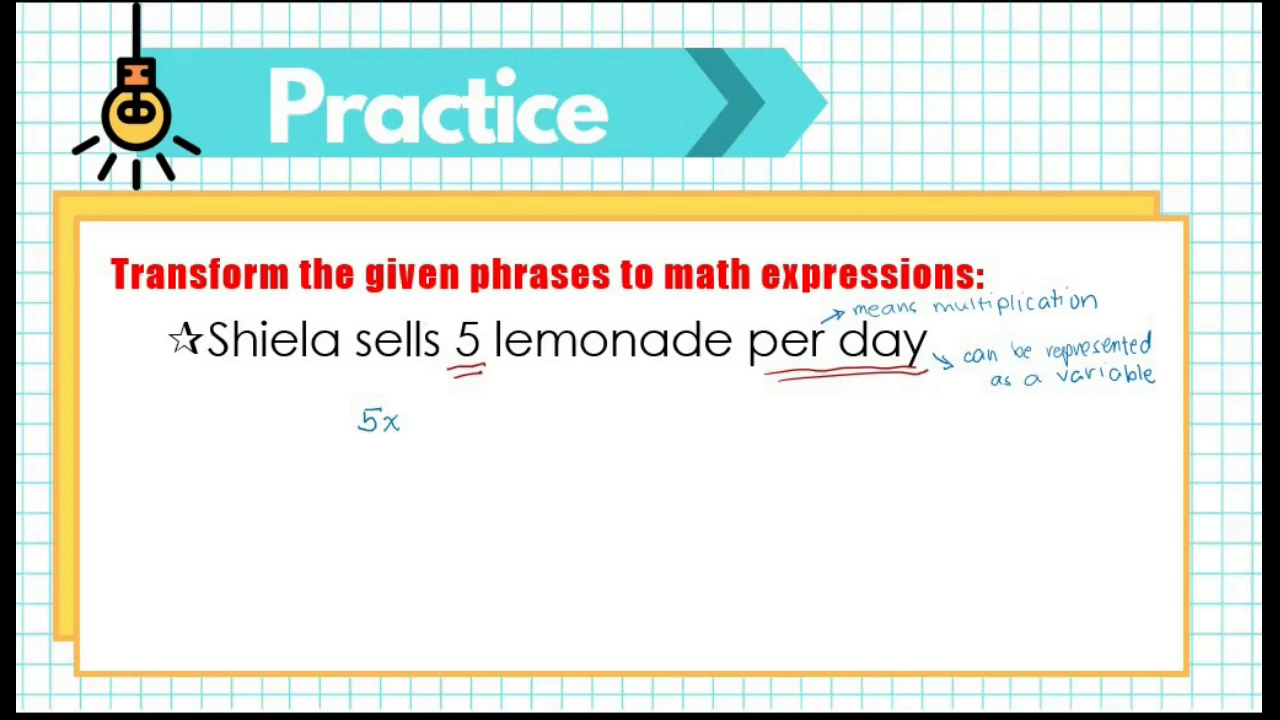 Practice
Transform the given phrases to math expressions:
→ means multiplication
☆Shiela sells 5 lemonade per day
↘ can be represented
as a variable
5x